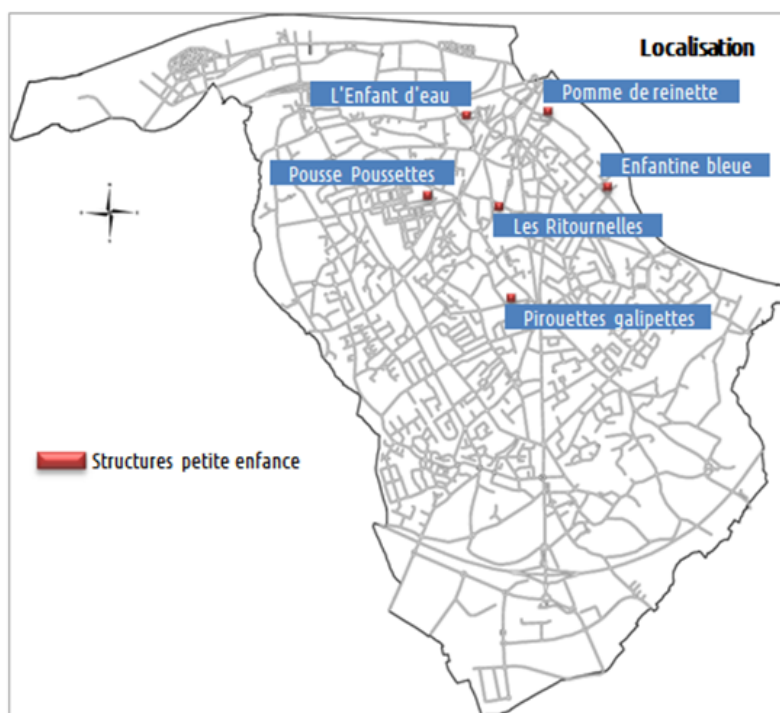 Localisation
L'Enfant d'eau
Pomme de reinette
Pousse Poussettes
Enfantine bleue
Les Ritournelles
Pirouettes galipettes
Structures petite enfance